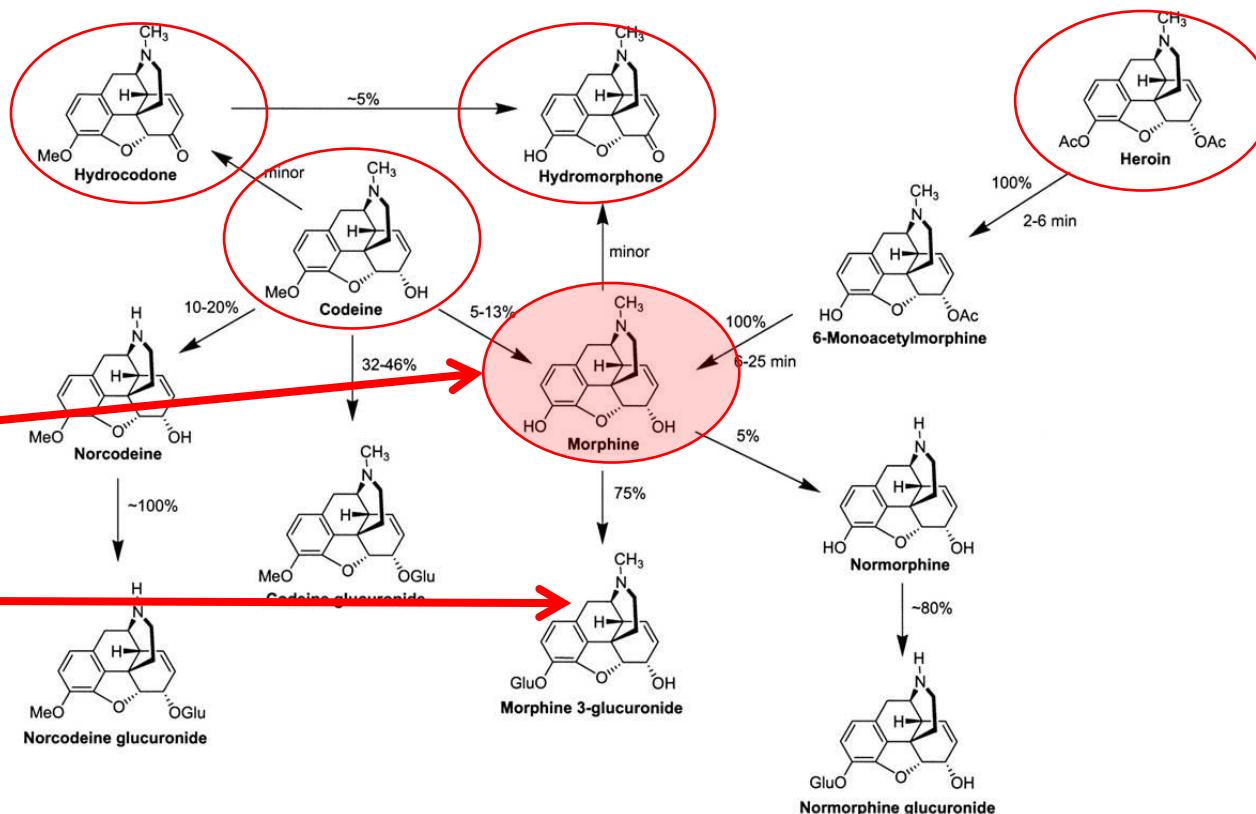 CH3
N
H
O
MeO
O
Hydrocodone
~5%
CH3
N
H
O
HO
O
Hydromorphone
CH3
N
H
O
AcO
OAc
Heroin
minor
100%
2-6 min
CH3
N
H
O
MeO
OH
Codeine
minor
CH3
N
H
O
HO
OAc
6-Monoacetylmorphine
10-20%
5-13%
32-46%
100%
6-25 min
H
N
H
O
MeO
OH
Norcodeine
CH3
N
H
O
HO
OH
Morphine
5%
~100%
CH3
N
H
O
MeO
OGlu
Codeine glucuronide
75%
H
N
H
O
HO
OH
Normorphine
H
N
H
O
MeO
OGlu
Norcodeine glucuronide
CH3
N
H
O
GluO
OH
Morphine 3-glucuronide
~80%
H
N
H
O
GluO
OH
Normorphine glucuronide